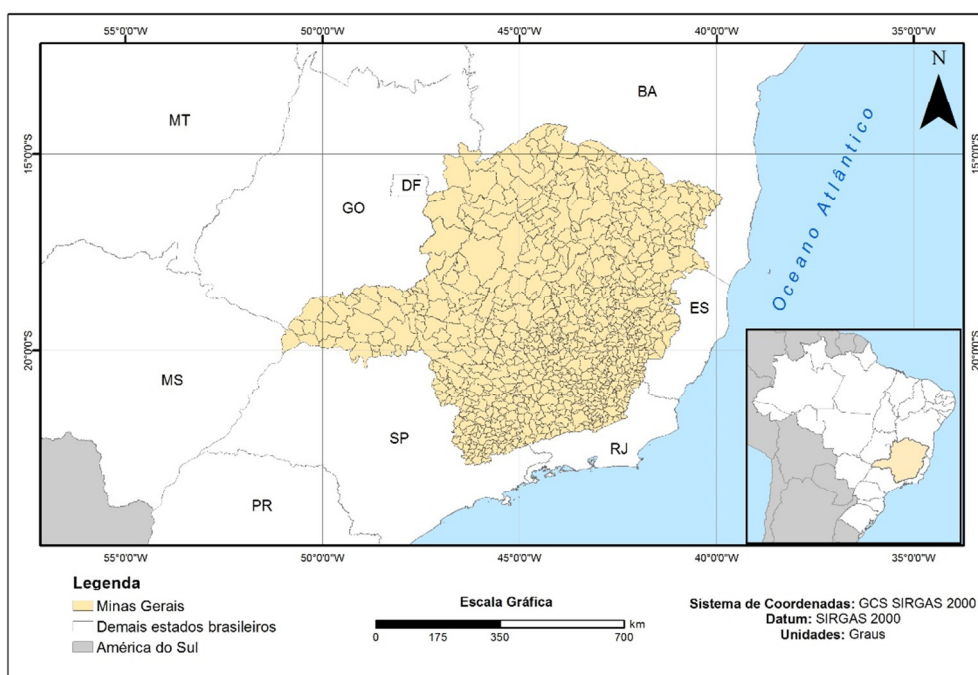 55°0'0"W 50°0'0"W 45°0'0"W 40°0'0"W 35°0'0"W
N
BA
MT
Oceano Atlântico
15°0'0"S 15°0'0"S
DF
GO
ES
20°0'0"S 20°0'0"S
MS
SP
RJ
PR
55°0'0"W 50°0'0"W 45°0'0"W 40°0'0"W 35°0'0"W
Legenda
Minas Gerais
Demais estados brasileiros
América do Sul
Escala Gráfica
km
0 175 350 700
Sistema de Coordenadas: GCS SIRGAS 2000
Datum: SIRGAS 2000
Unidades: Graus